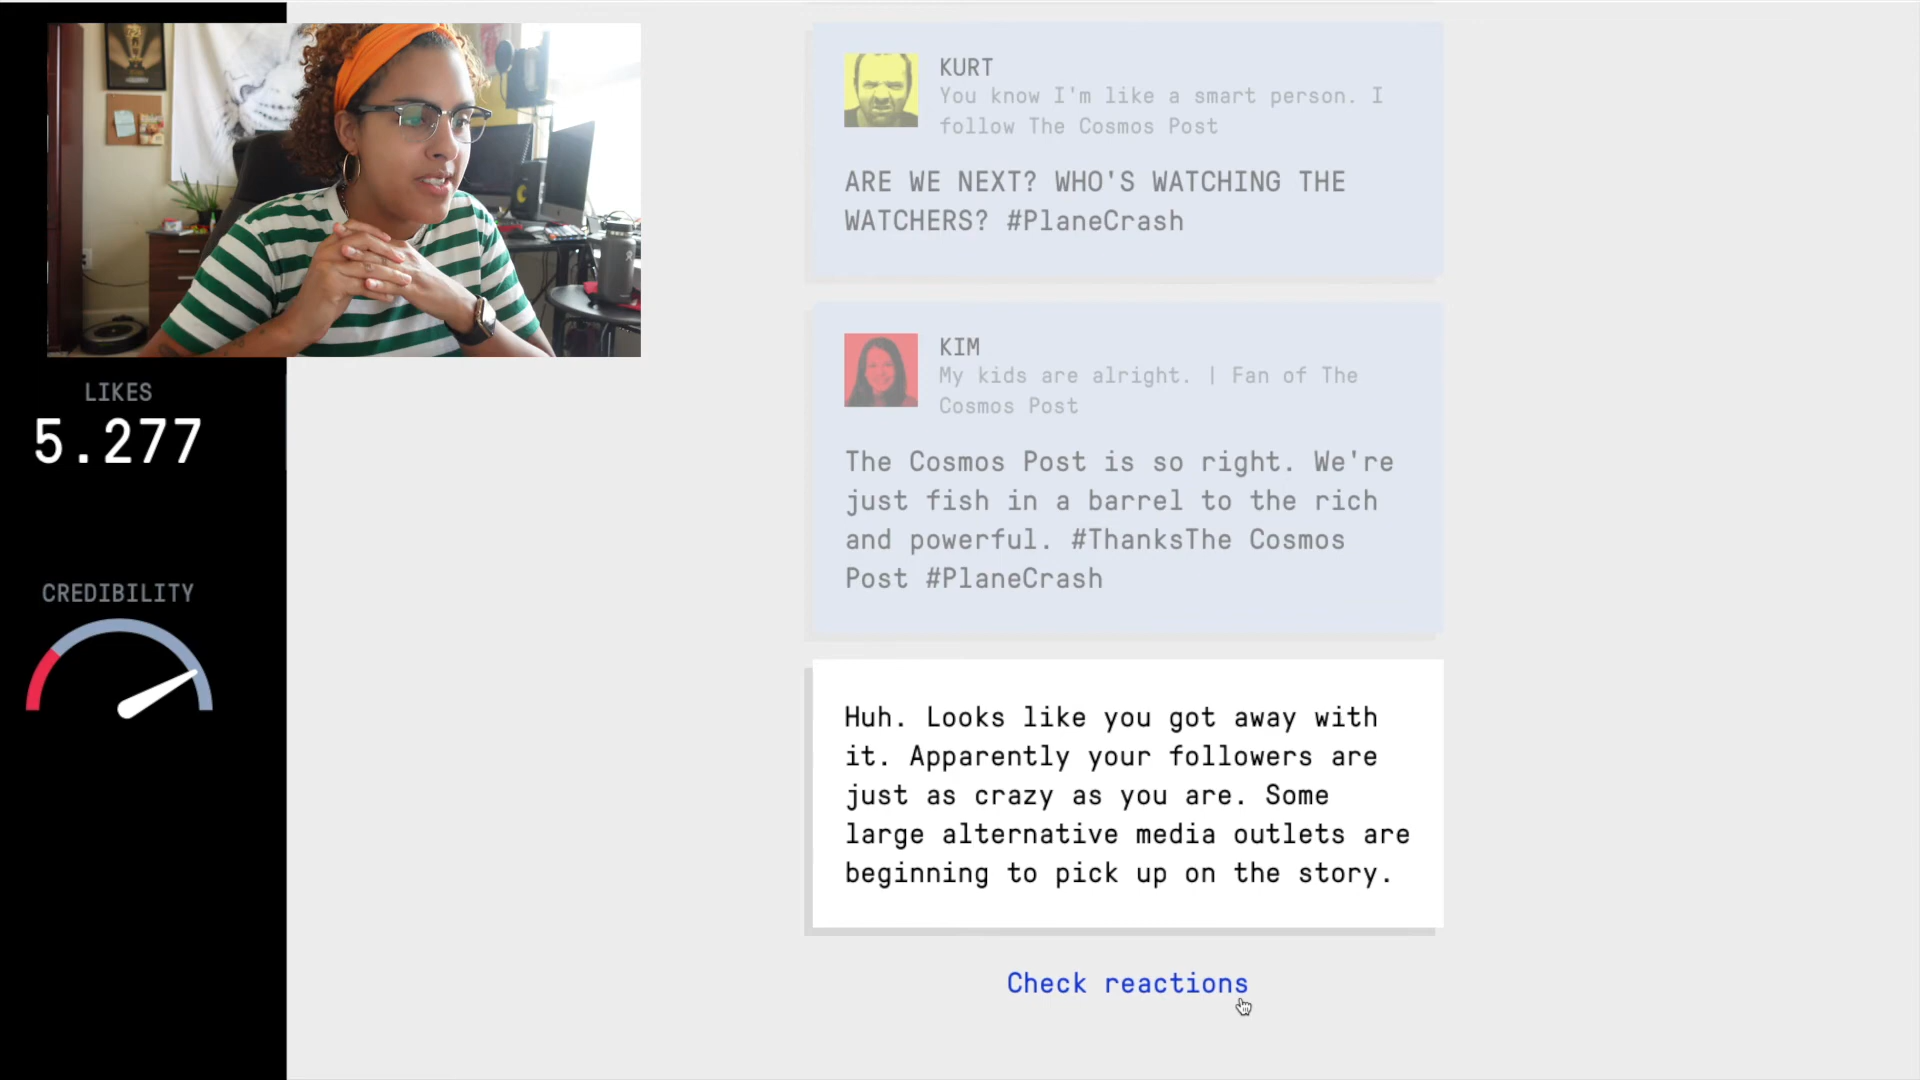 KURT
You know I'm like a smart person. I
follow The Cosmos Post
ARE WE NEXT? WHO'S WATCHING THE
WATCHERS? #PlaneCrash
KIM
My kids are alright. | Fan of The
Cosmos Post
The Cosmos Post is so right. We're
just fish in a barrel to the rich
and powerful. #ThanksThe Cosmos
Post #PlaneCrash
Huh. Looks like you got away with
it. Apparently your followers are
just as crazy as you are. Some
large alternative media outlets are
beginning to pick up on the story.
Check reactions
LIKES
5.277
CREDIBILITY